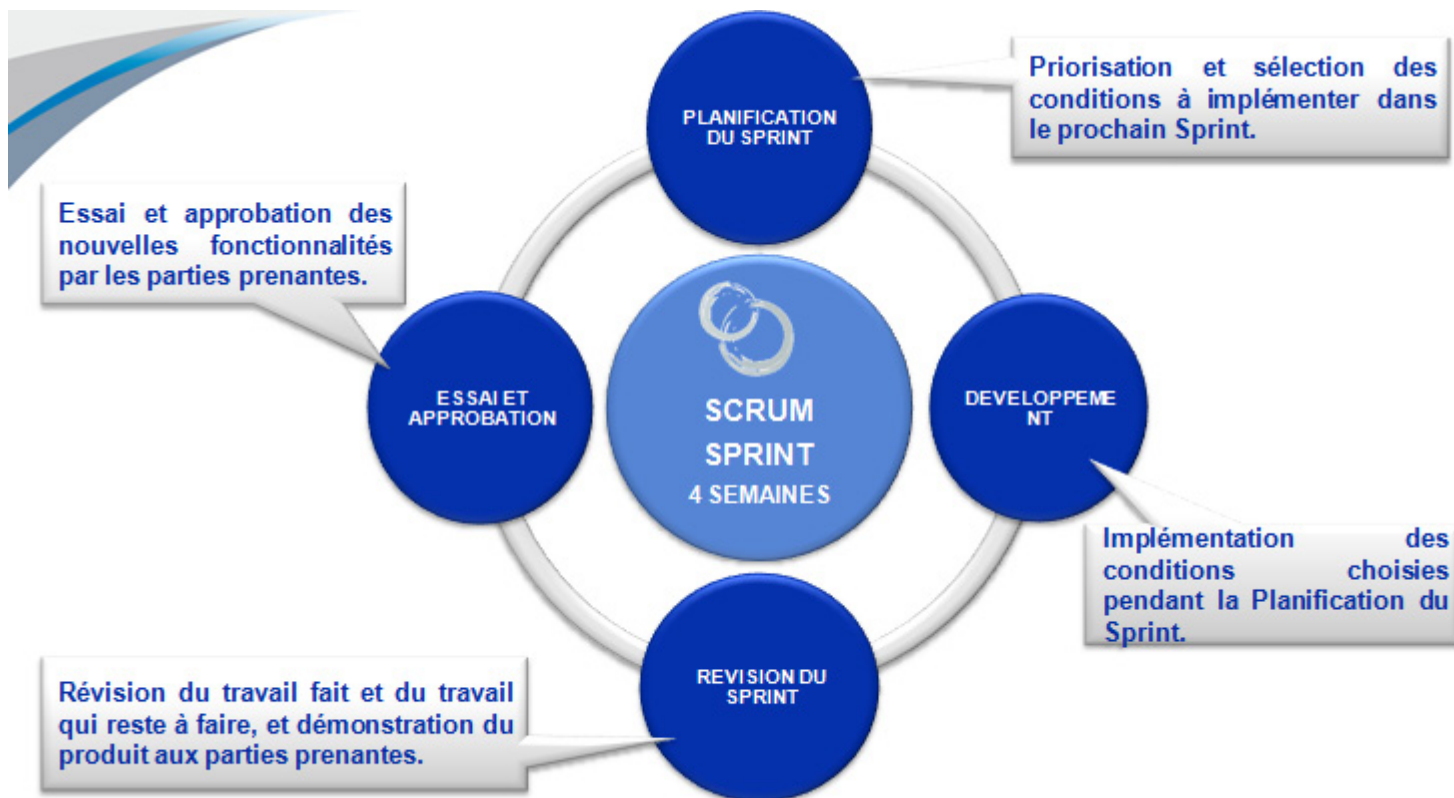 PLANIFICATION
DU SPRINT
Priorisation et sélection des
conditions à implémenter dans
le prochain Sprint.
Essai et approbation des
nouvelles fonctionnalités
par les parties prenantes.
ESSAI ET
APPROBATION
SCRUM
SPRINT
4 SEMAINES
DEVELOPPEME
NT
Implémentation des
conditions choisies
pendant la Planification du
Sprint.
REVISION DU
SPRINT
Révision du travail fait et du travail
qui reste à faire, et démonstration du
produit aux parties prenantes.